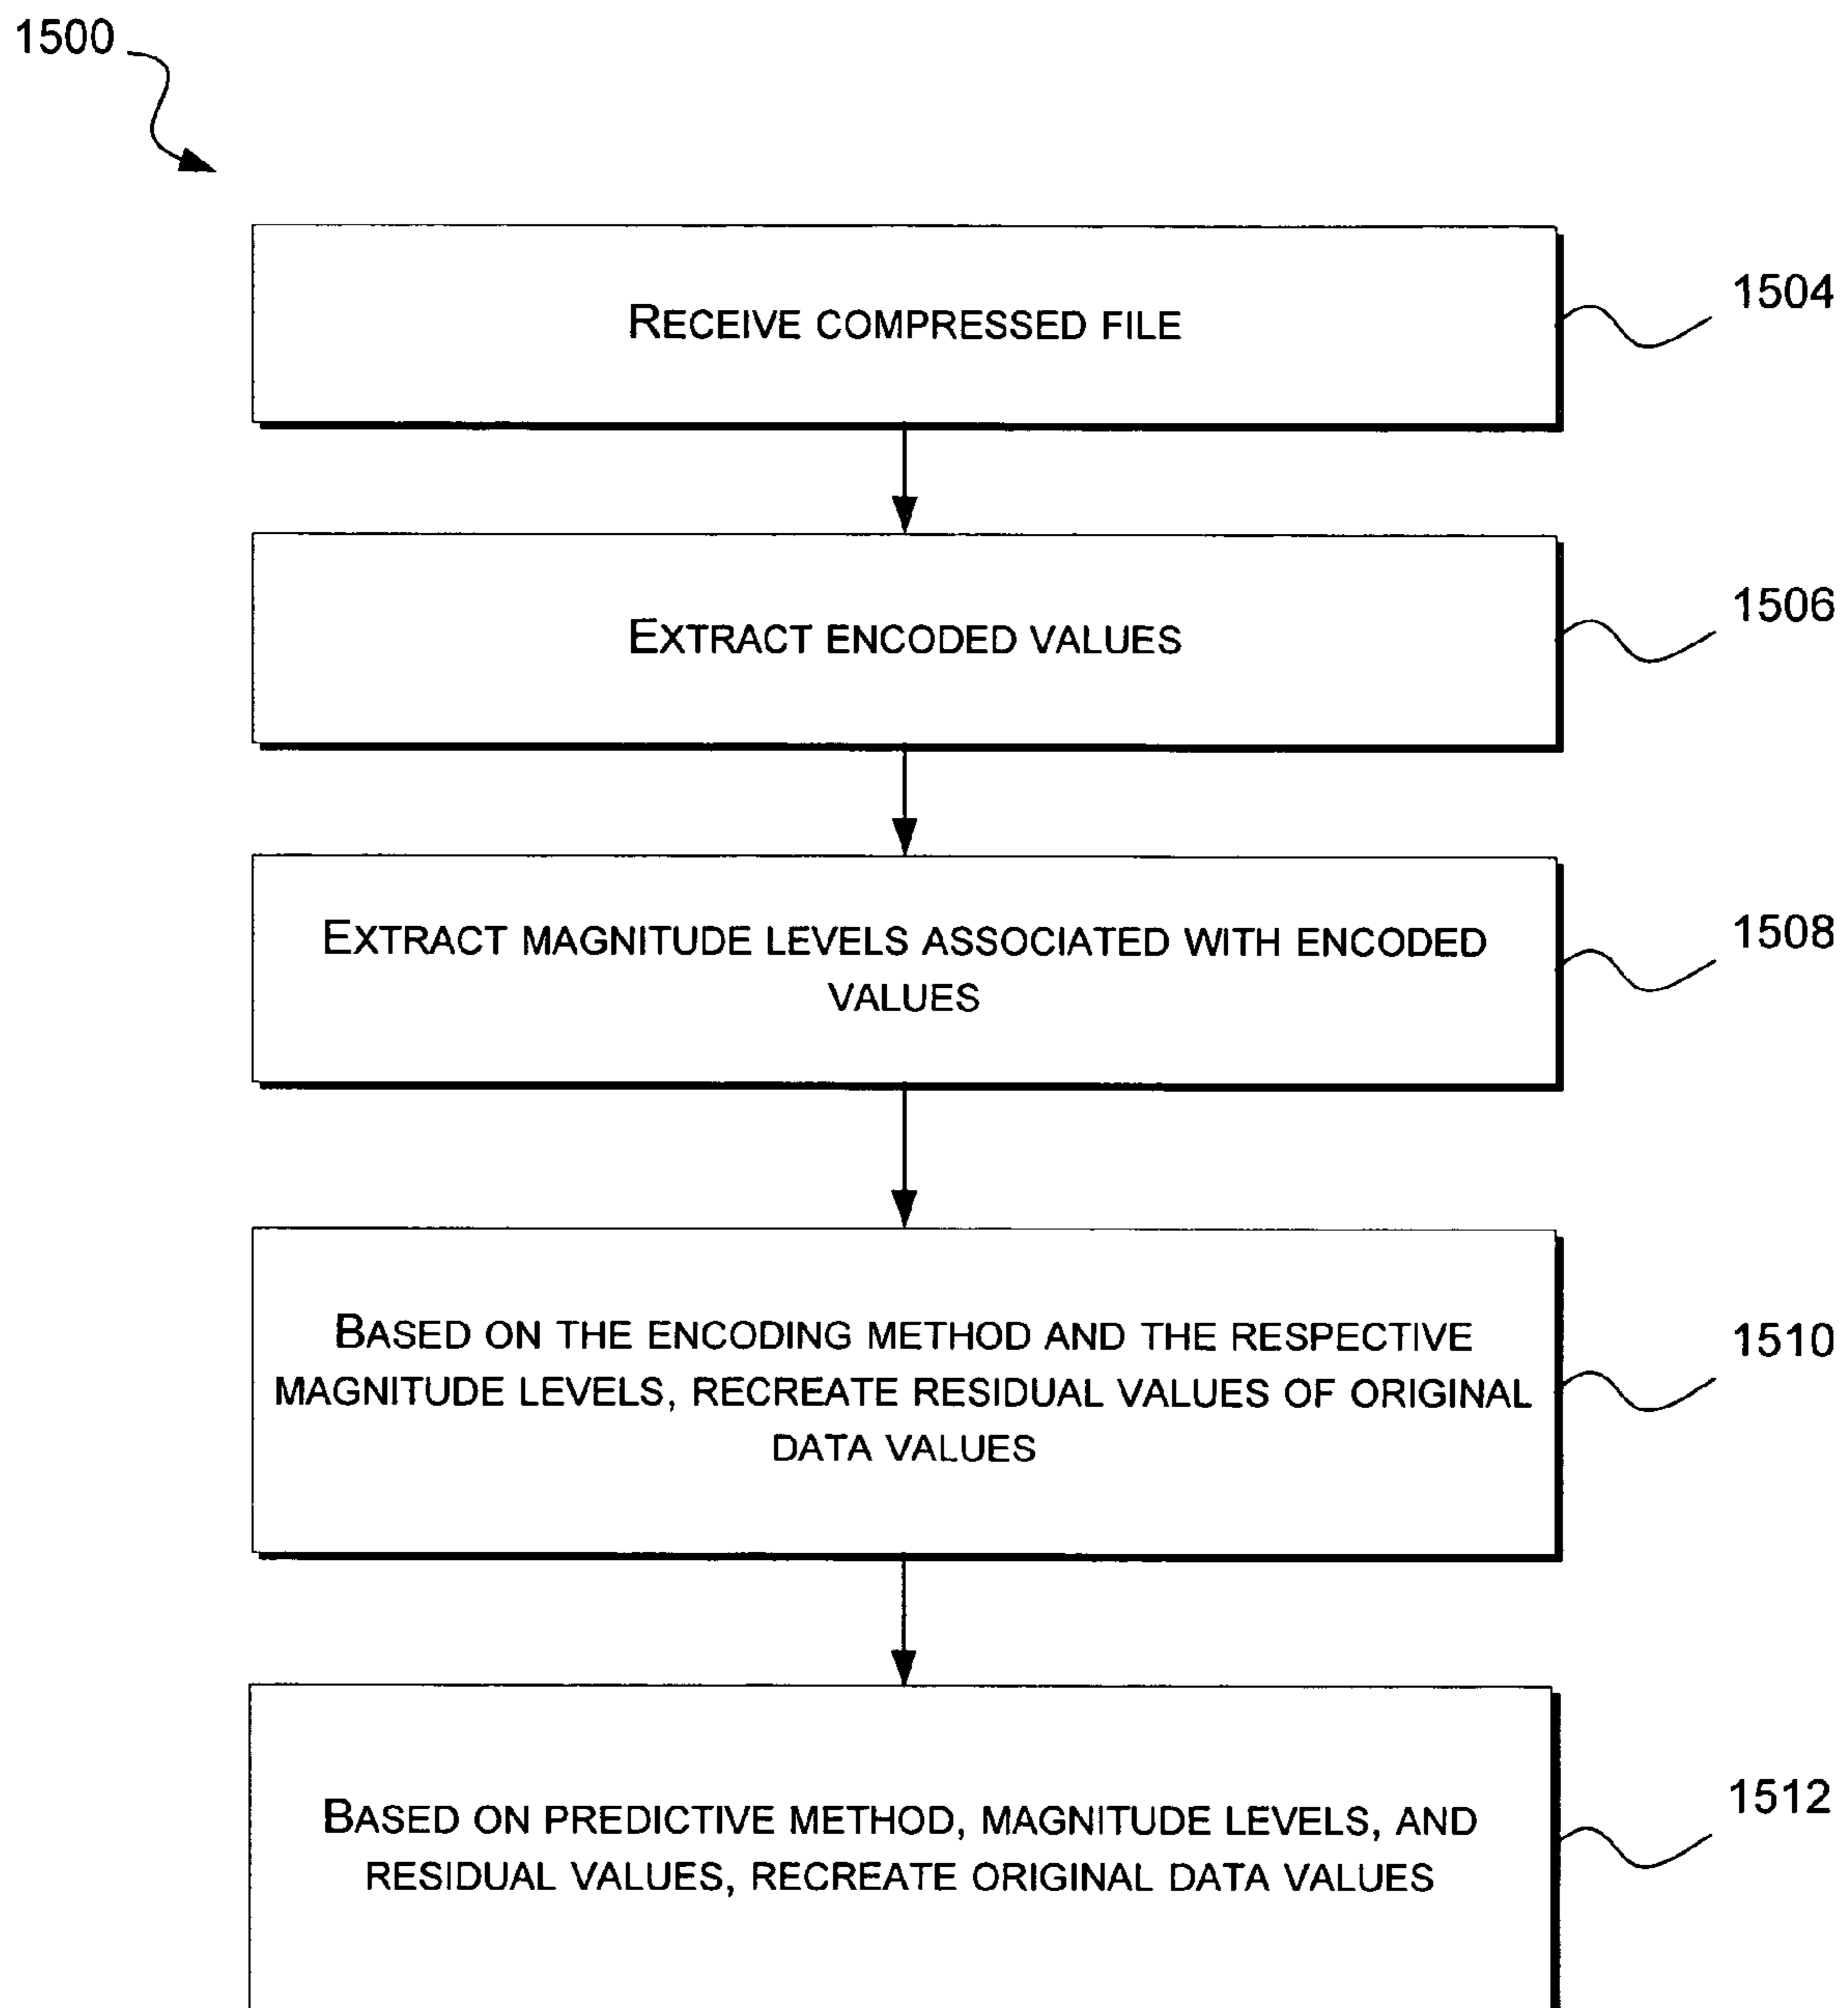 1500
1504
RECEIVE COMPRESSED FILE
1506
EXTRACT ENCODED VALUES
1508
EXTRACT MAGNITUDE LEVELS ASSOCIATED WITH ENCODED
VALUES
1510
BASED ON THE ENCODING METHOD AND THE RESPECTIVE
MAGNITUDE LEVELS, RECREATE RESIDUAL VALUES OF ORIGINAL
DATA VALUES
1512
BASED ON PREDICTIVE METHOD, MAGNITUDE LEVELS, AND
RESIDUAL VALUES, RECREATE ORIGINAL DATA VALUES